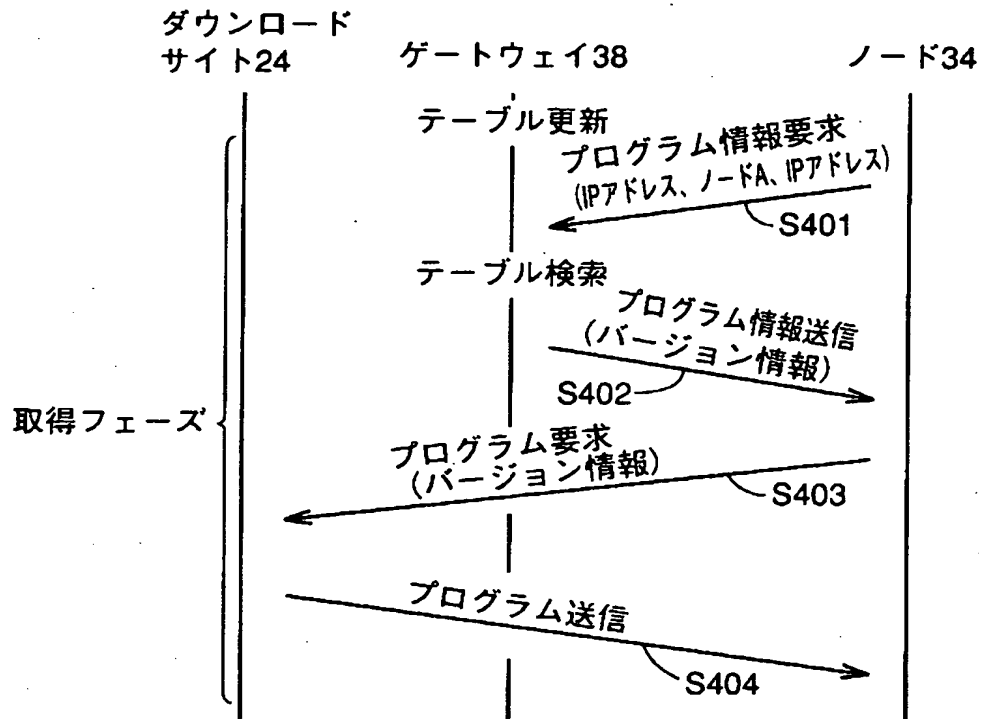 ダウンロード
サイト24
ゲートウェイ38
ノード34
テーブル更新
プログラム情報要求
(IPアドレス、ノードA、IPアドレス)
S401
テーブル検索
プログラム情報送信
(バージョン情報)
S402
取得フェーズ
プログラム要求
(バージョン情報)
S403
プログラム送信
S404